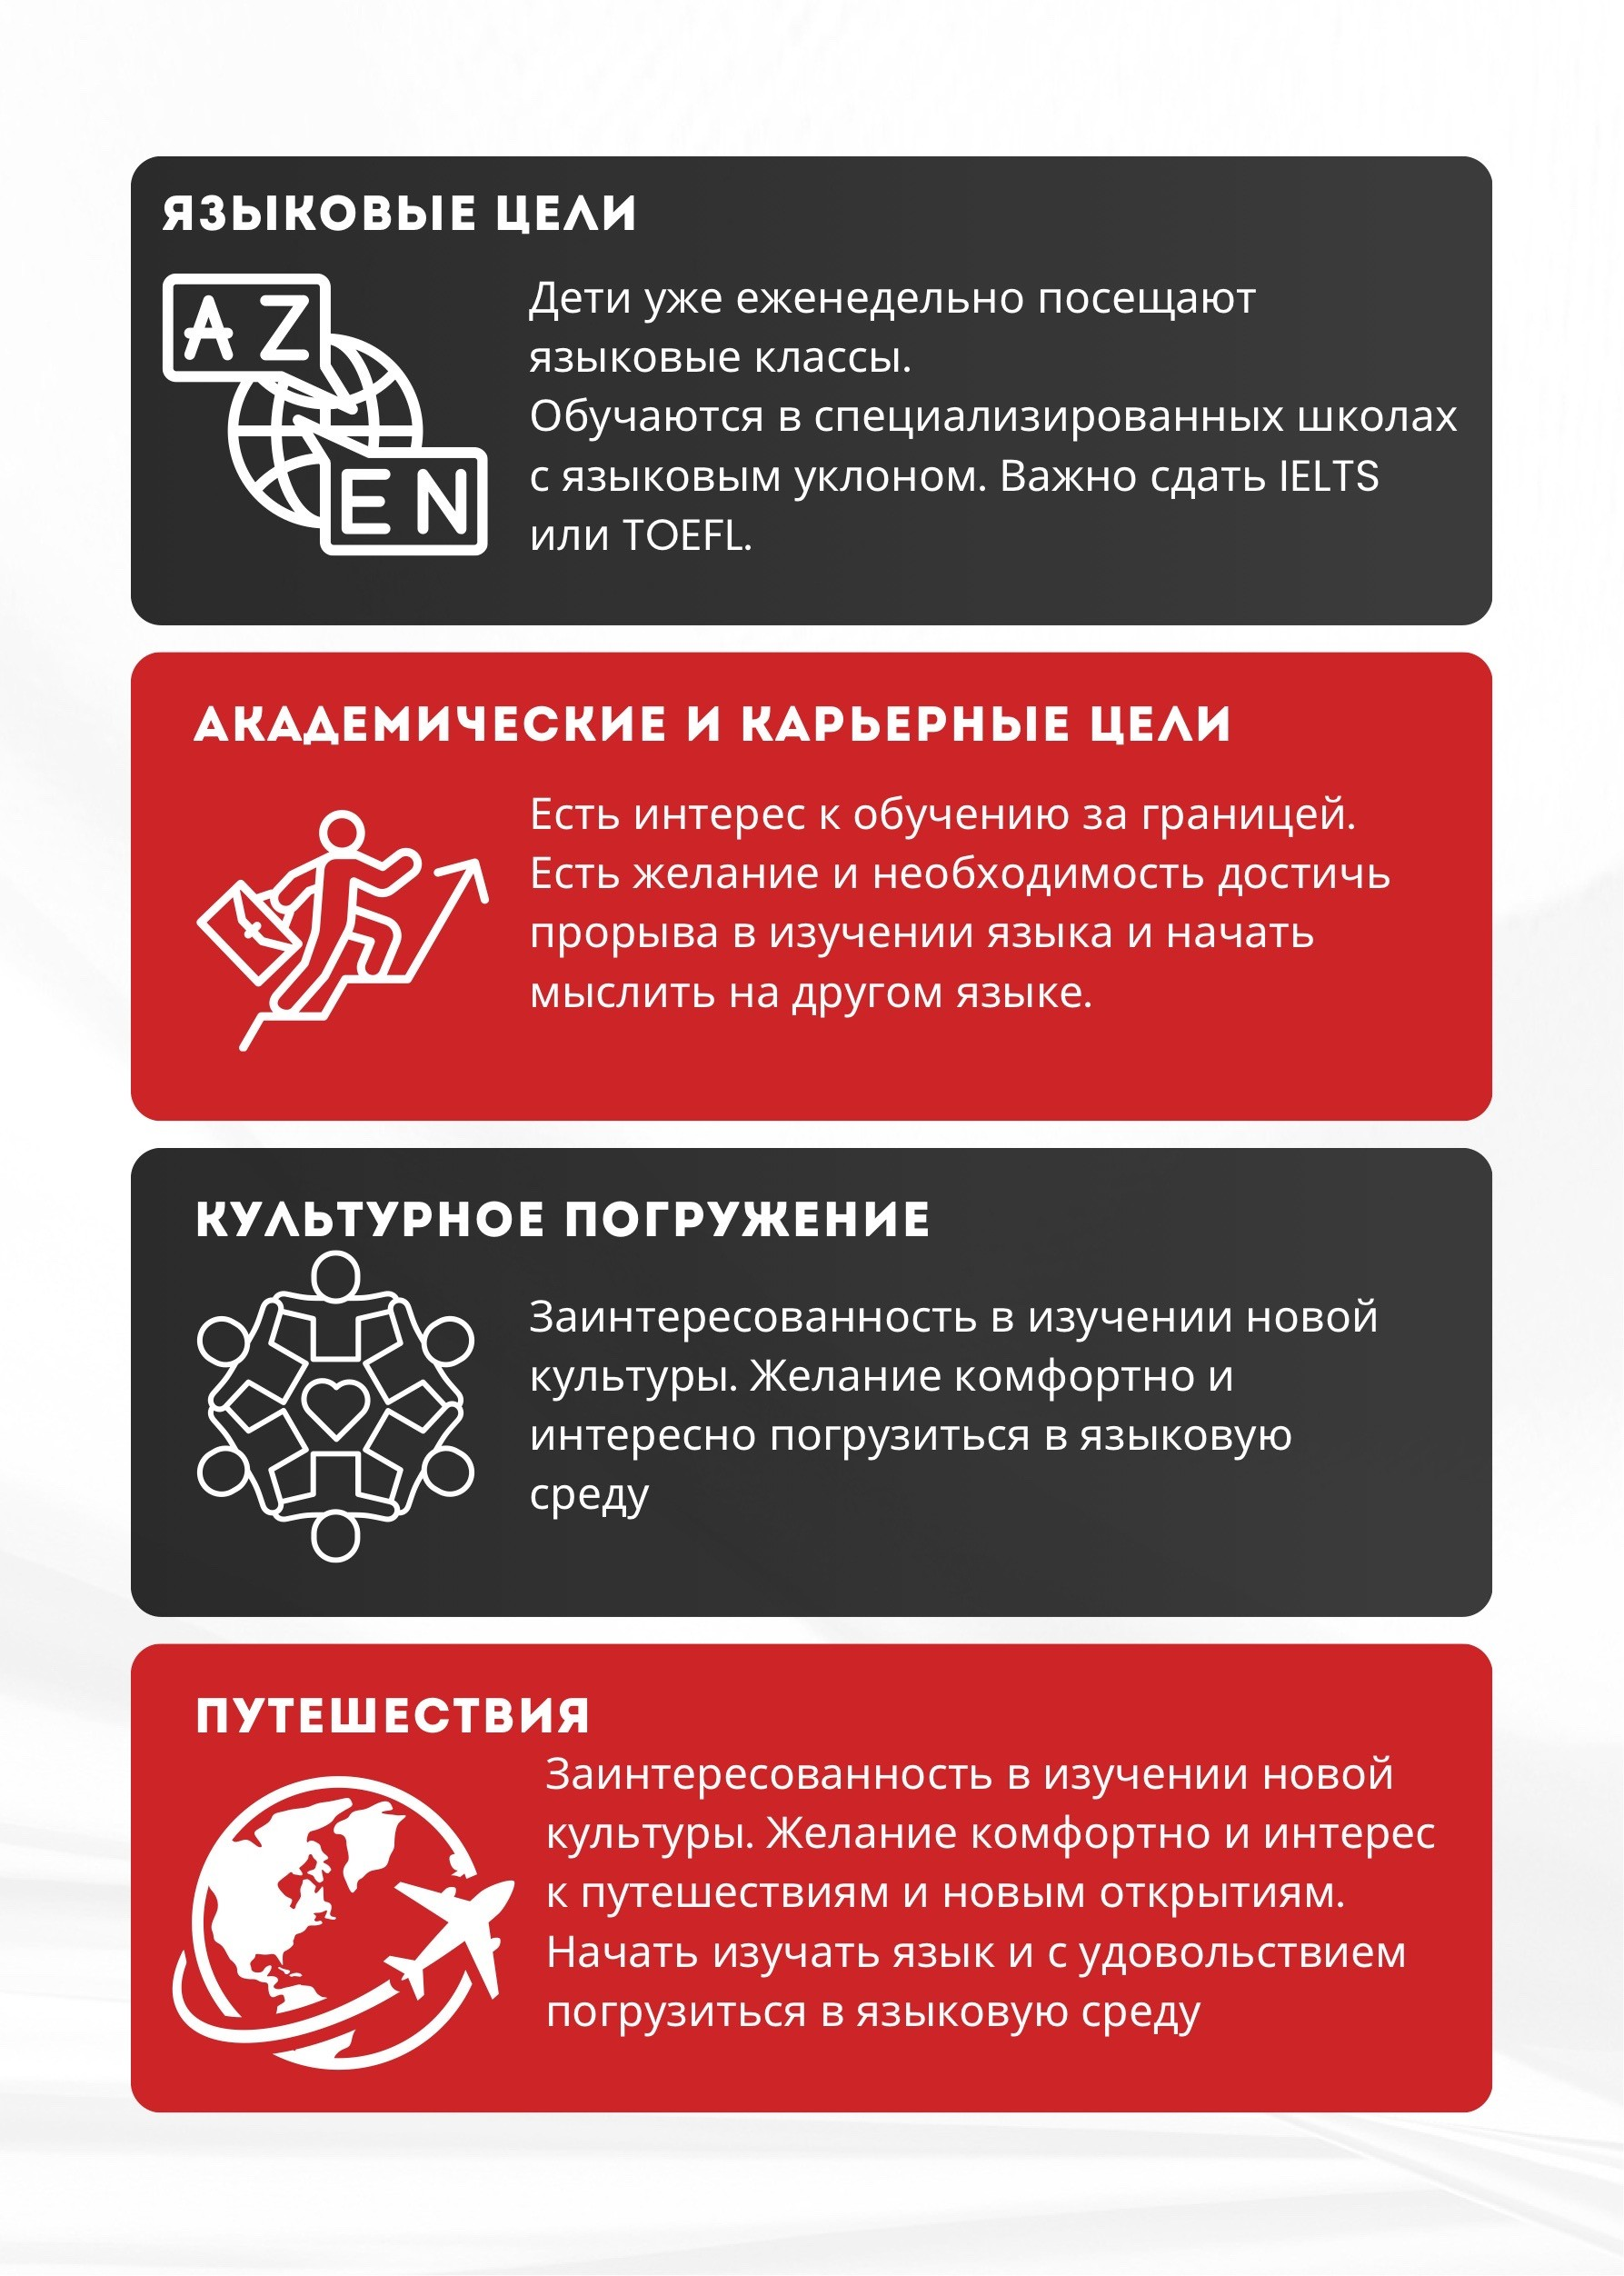 ЯЗЫКОВЫЕ ЦЕЛИ
A Z
EN
Дети уже еженедельно посещают
языковые классы.
Обучаются в специализированных школах
с языковым уклоном. Важно сдать IELTS
или TOEFL.
АКАДЕМИЧЕСКИЕ И КАРЬЕРНЫЕ ЦЕЛИ
Есть интерес к обучению за границей.
Есть желание и необходимость достичь
прорыва в изучении языка и начать
мыслить на другом языке.
КУЛЬТУРНОЕ ПОГРУЖЕНИЕ
Заинтересованность в изучении новой
культуры. Желание комфортно и
интересно погрузиться в языковую
среду
ПУТЕШЕСТВИЯ
Заинтересованность в изучении новой
культуры. Желание комфортно и интерес
к путешествиям и новым открытиям.
Начать изучать язык и с удовольствием
погрузиться в языковую среду